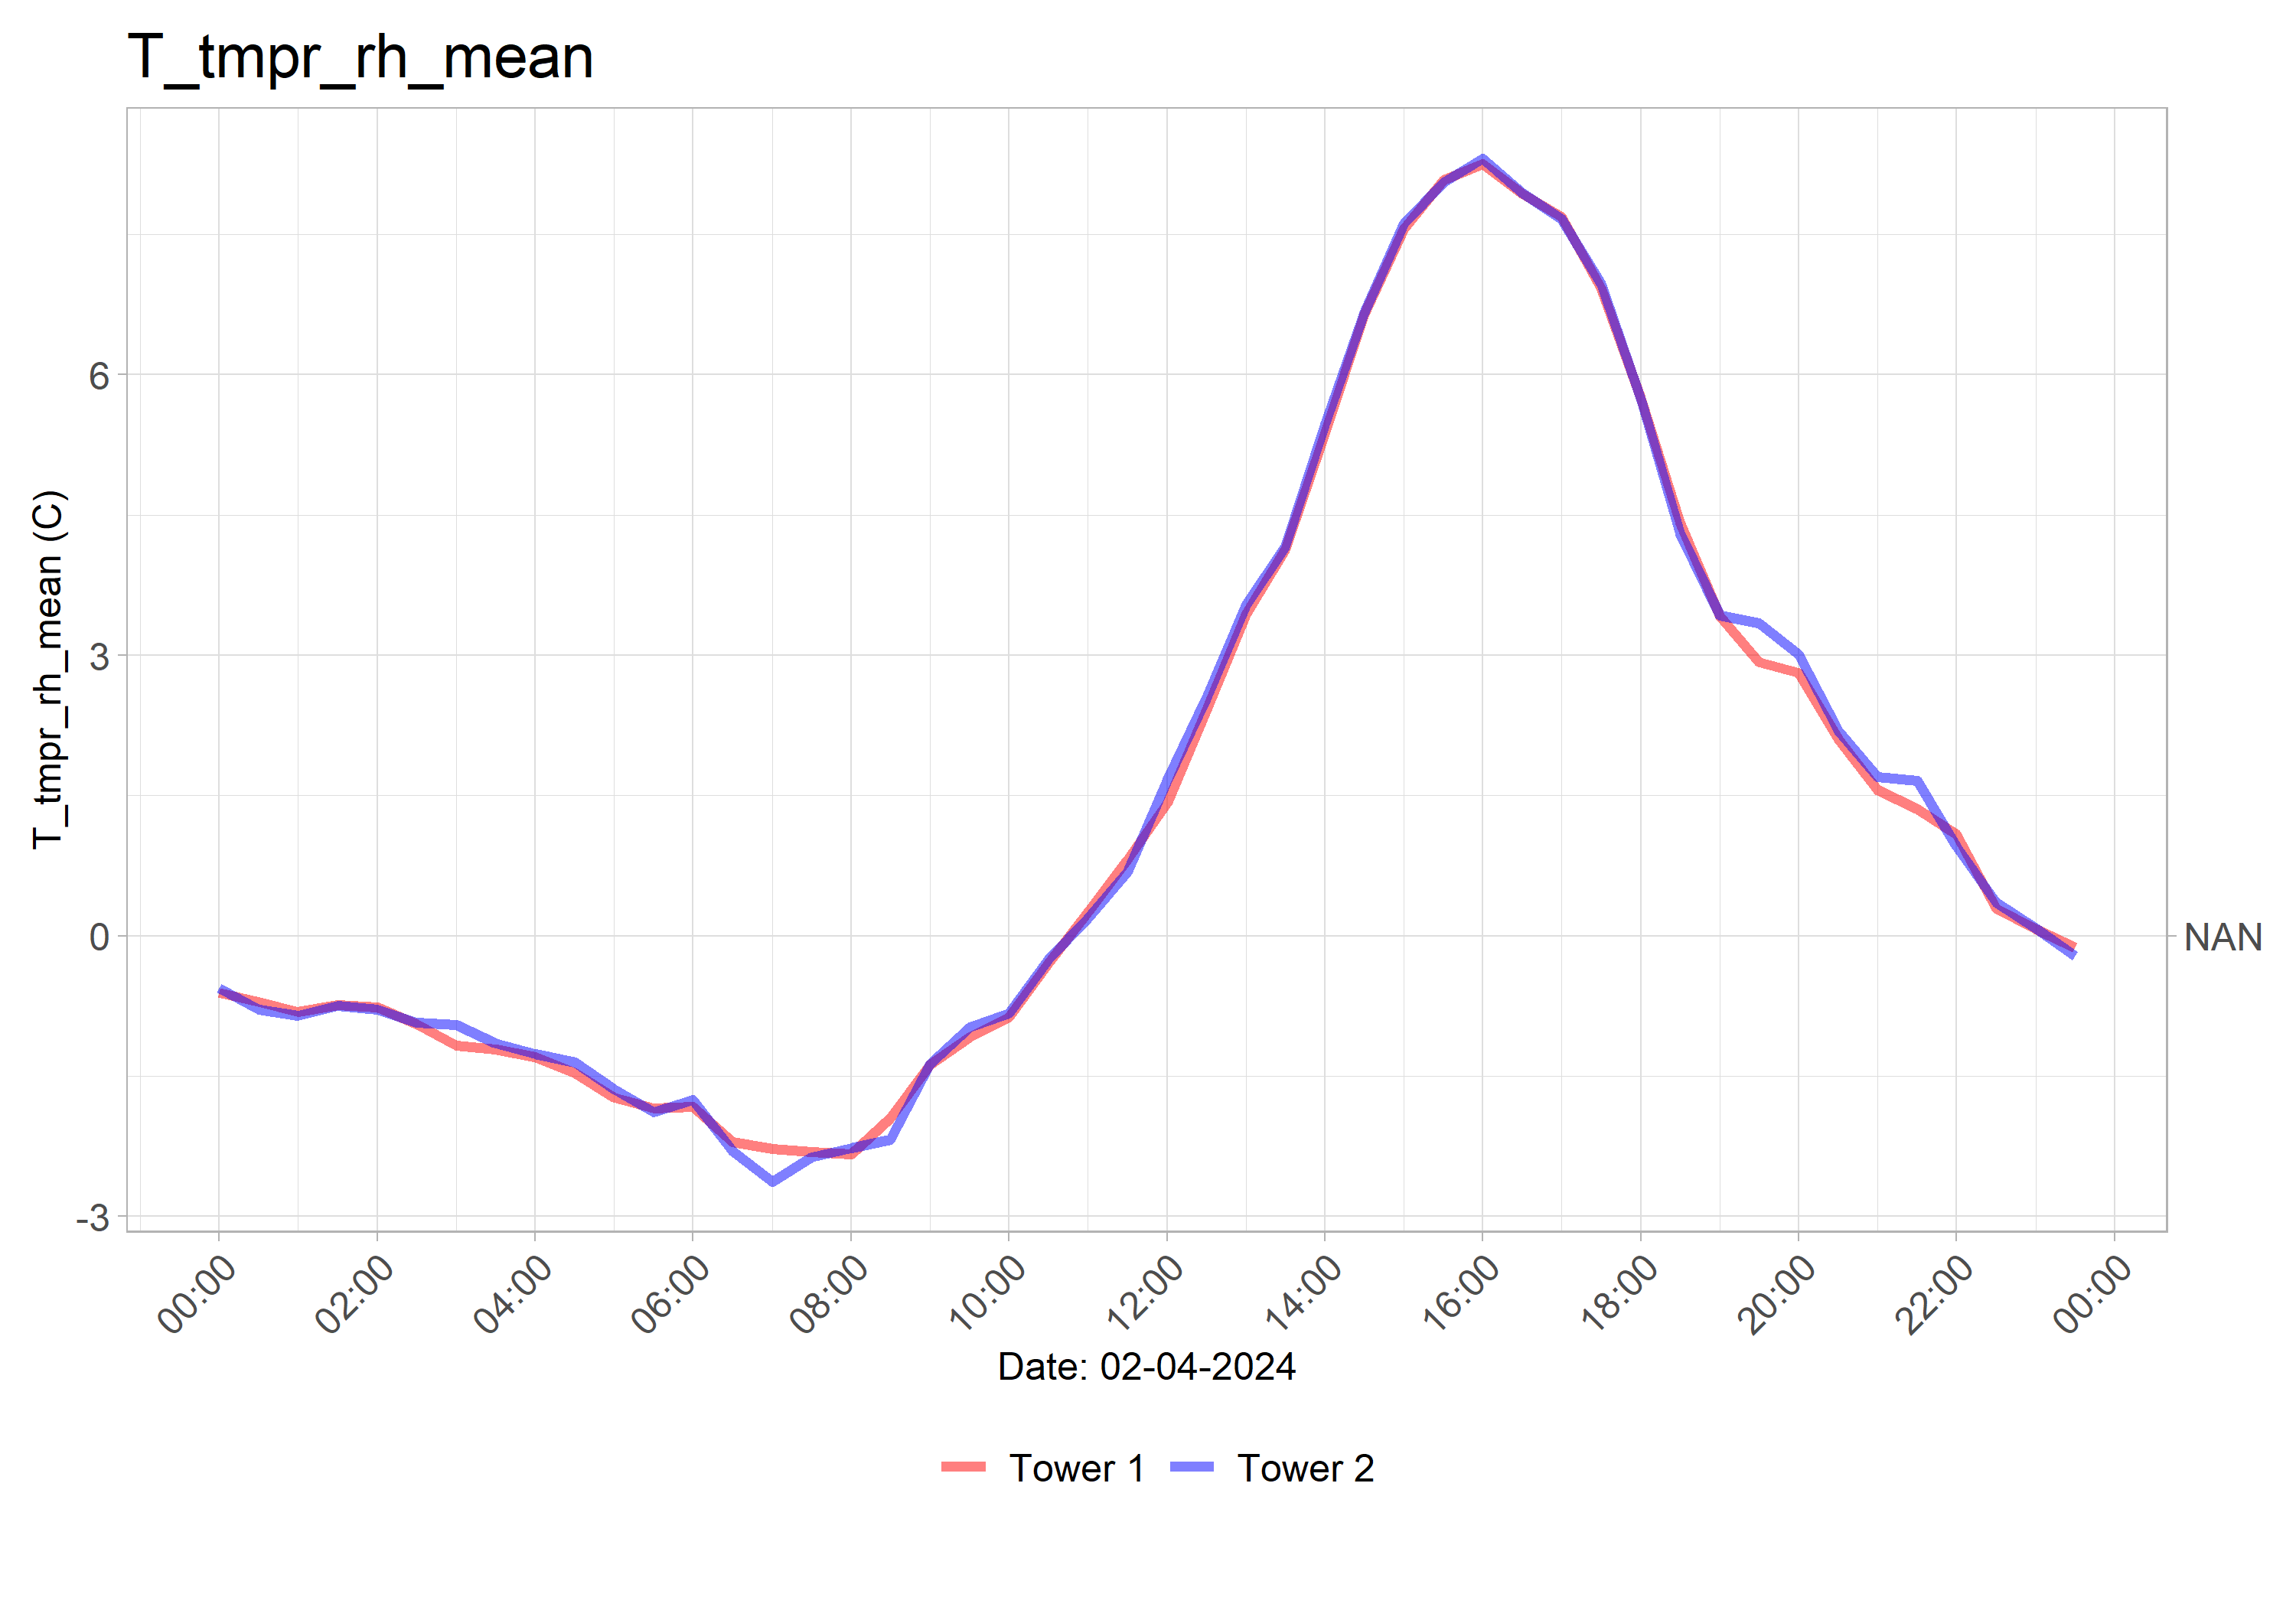 T_tmpr_rh_mean
T_tmpr_rh_mean (C)
6
3
0
-3
NAN
00:00 02:00 04:00 06:00 08:00 10:00 12:00 14:00 16:00 18:00 20:00 22:00 00:00
Date: 02-04-2024
Tower 1 Tower 2